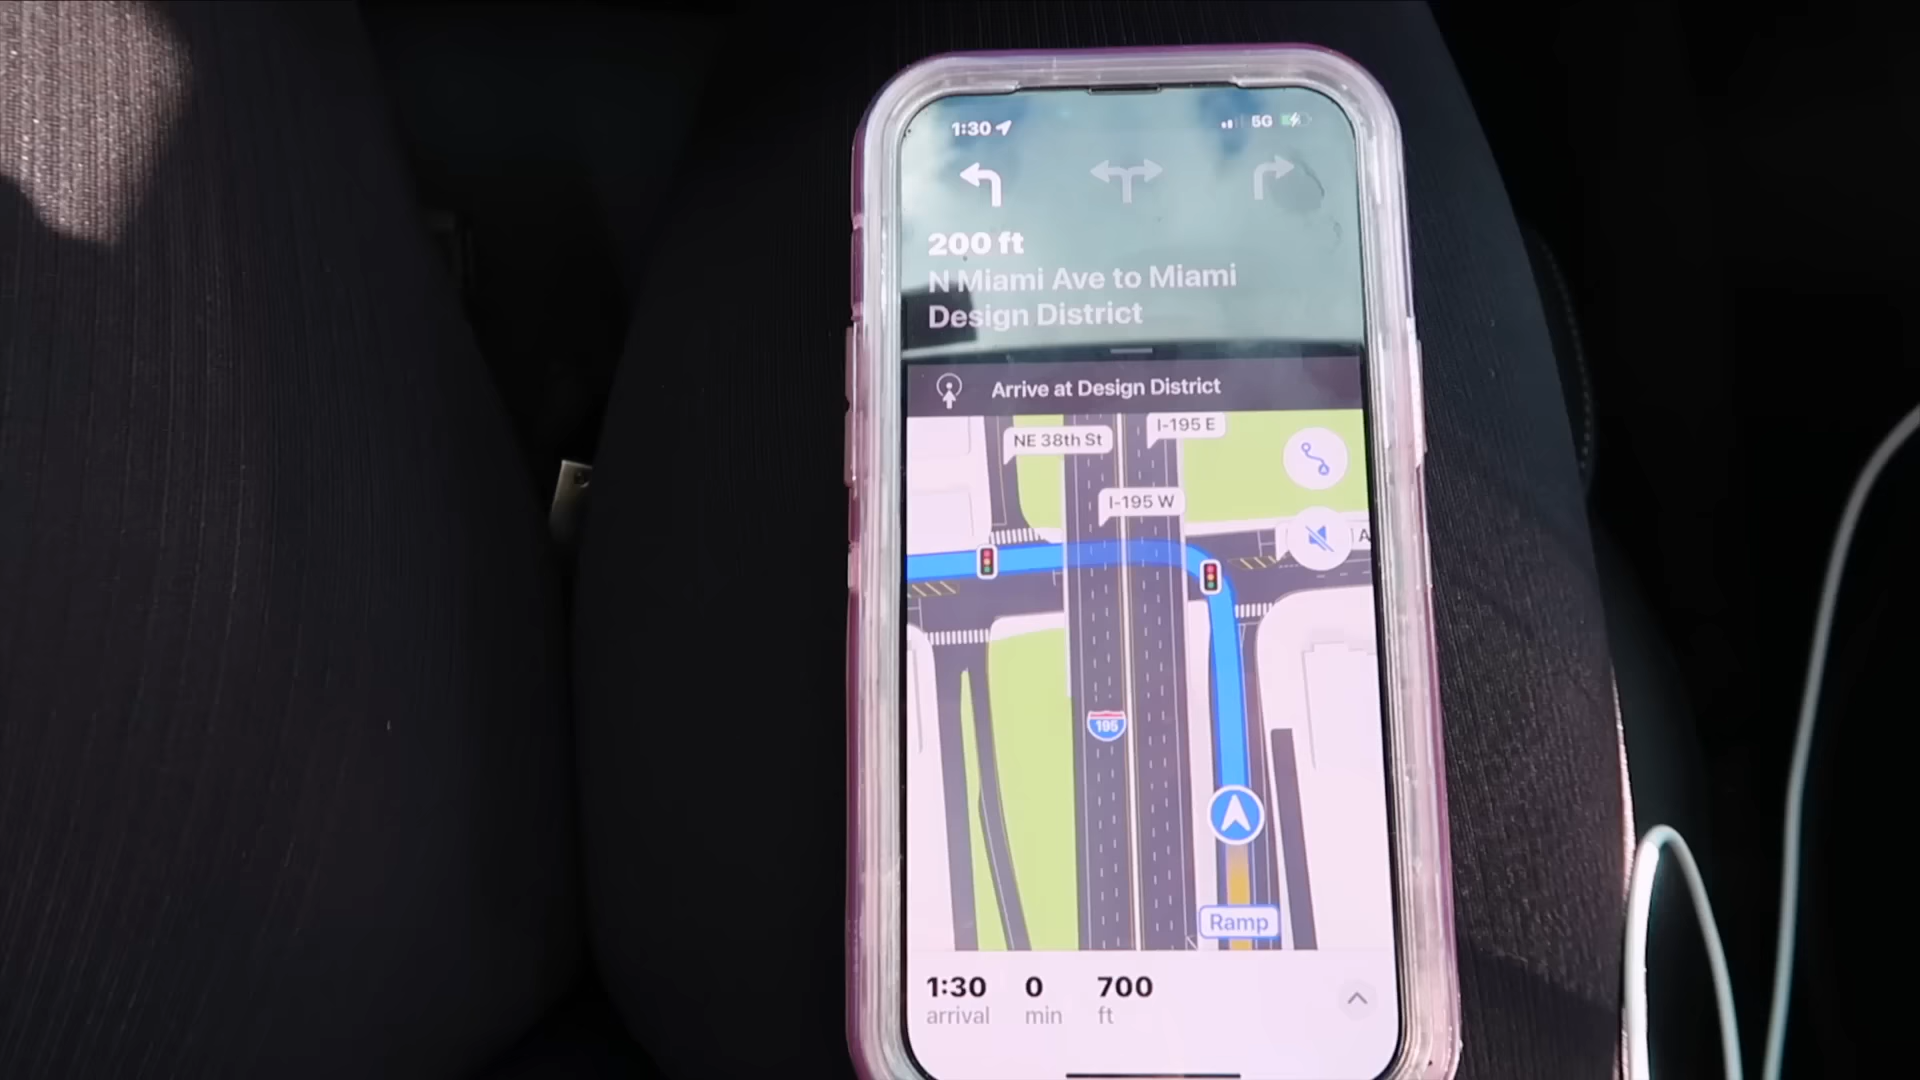 1:30
5G
200 ft
N Miami Ave to Miami
Design District
Arrive at Design District
I-195 E
NE 38th St
I-195 W
A
195
Ramp
1:30 0 700
arrival min ft